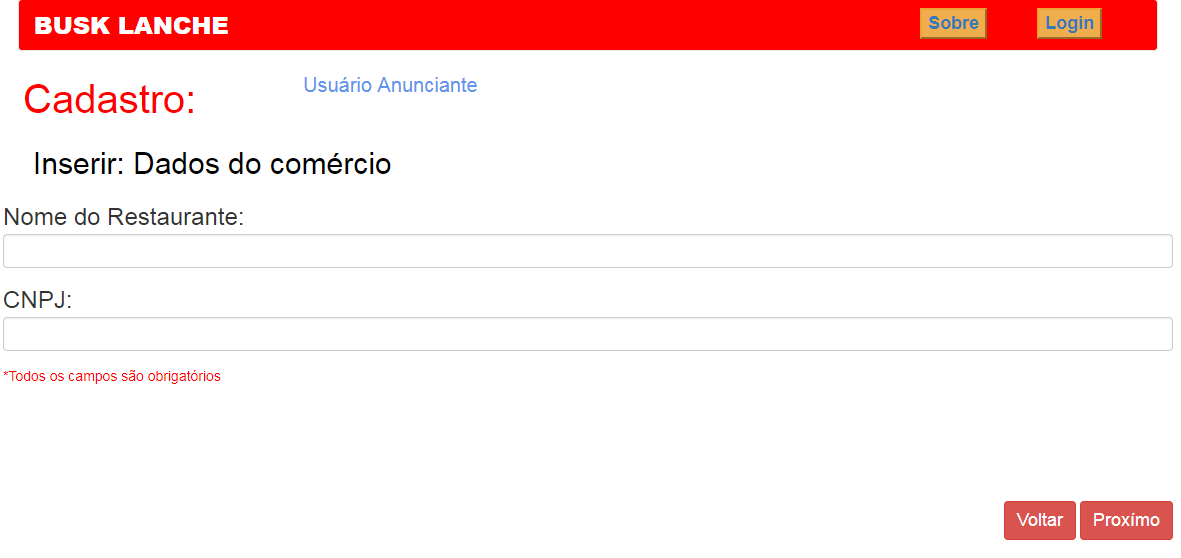 BUSK LANCHE
Sobre
Login
Cadastro:
Usuário Anunciante
Inserir: Dados do comércio
Nome do Restaurante:
CNPJ:
*Todos os campos são obrigatórios
Voltar
Proxímo